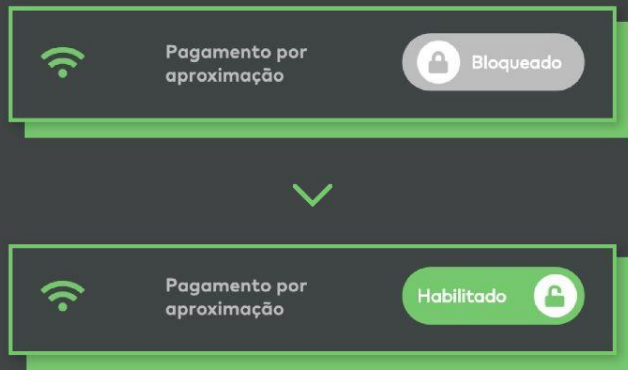 Pagamento por
aproximação
Bloqueado
Pagamento por
aproximação
Habilitado